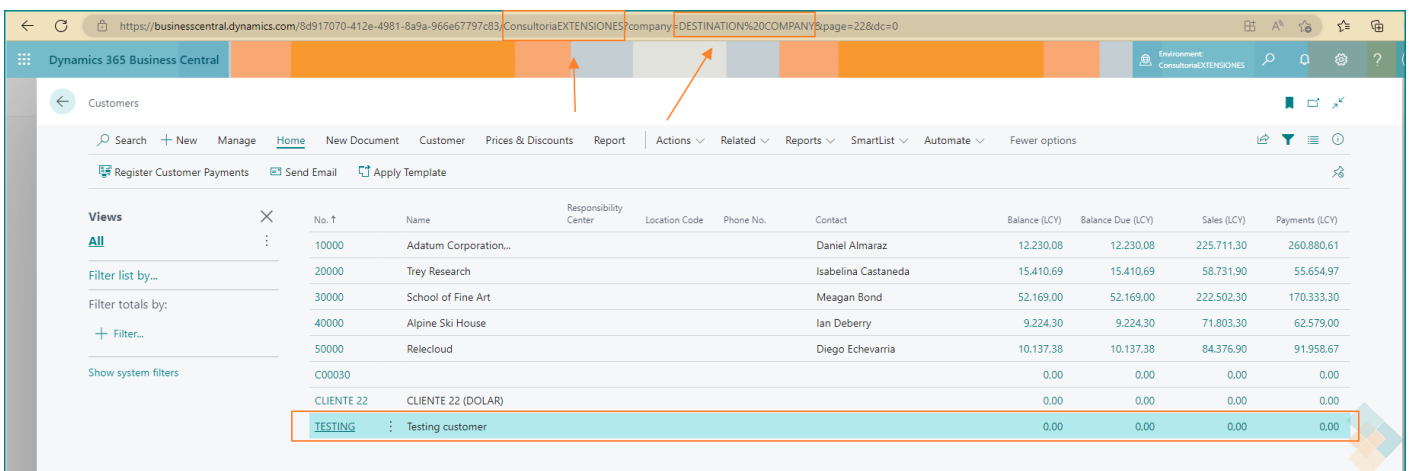 https://businesscentral.dynamics.com/8d917070-412e-4981-8a9a-966e67797c83/ConsultoriaEXTENSIONES?company=DESTINATION%20COMPANY&page=22&dc=0
Dynamics 365 Business Central
Environment:
ConsultoriaEXTENSIONES
?
Customers
Search + New Manage Home New Document Customer Prices & Discounts Report Actions Related Reports SmartList Automate Fewer options
Register Customer Payments Send Email Apply Template
Views
All
Filter list by...
Filter totals by:
+ Filter...
Show system filters
No. ↑ Name Responsibility Center Location Code Phone No. Contact Balance (LCY) Balance Due (LCY) Sales (LCY) Payments (LCY)
10000 Adatum Corporation,.. Daniel Almaraz 12.230,08 12.230,08 225.711,30 260.880,61
20000 Trey Research Isabelina Castaneda 15.410,69 15.410,69 58.731,90 55.654,97
30000 School of Fine Art Meagan Bond 52.169,00 52.169,00 222.502,30 170.333,30
40000 Alpine Ski House Ian Deberry 9.224,30 9.224,30 71.803,30 62.579,00
50000 Relecloud Diego Echevarria 10.137,38 10.137,38 84.376,90 91.958,67
C00030 0,00 0,00 0,00 0,00
CLIENTE 22 CLIENTE 22 (DOLAR) 0,00 0,00 0,00 0,00
TESTING Testing customer 0,00 0,00 0,00 0,00